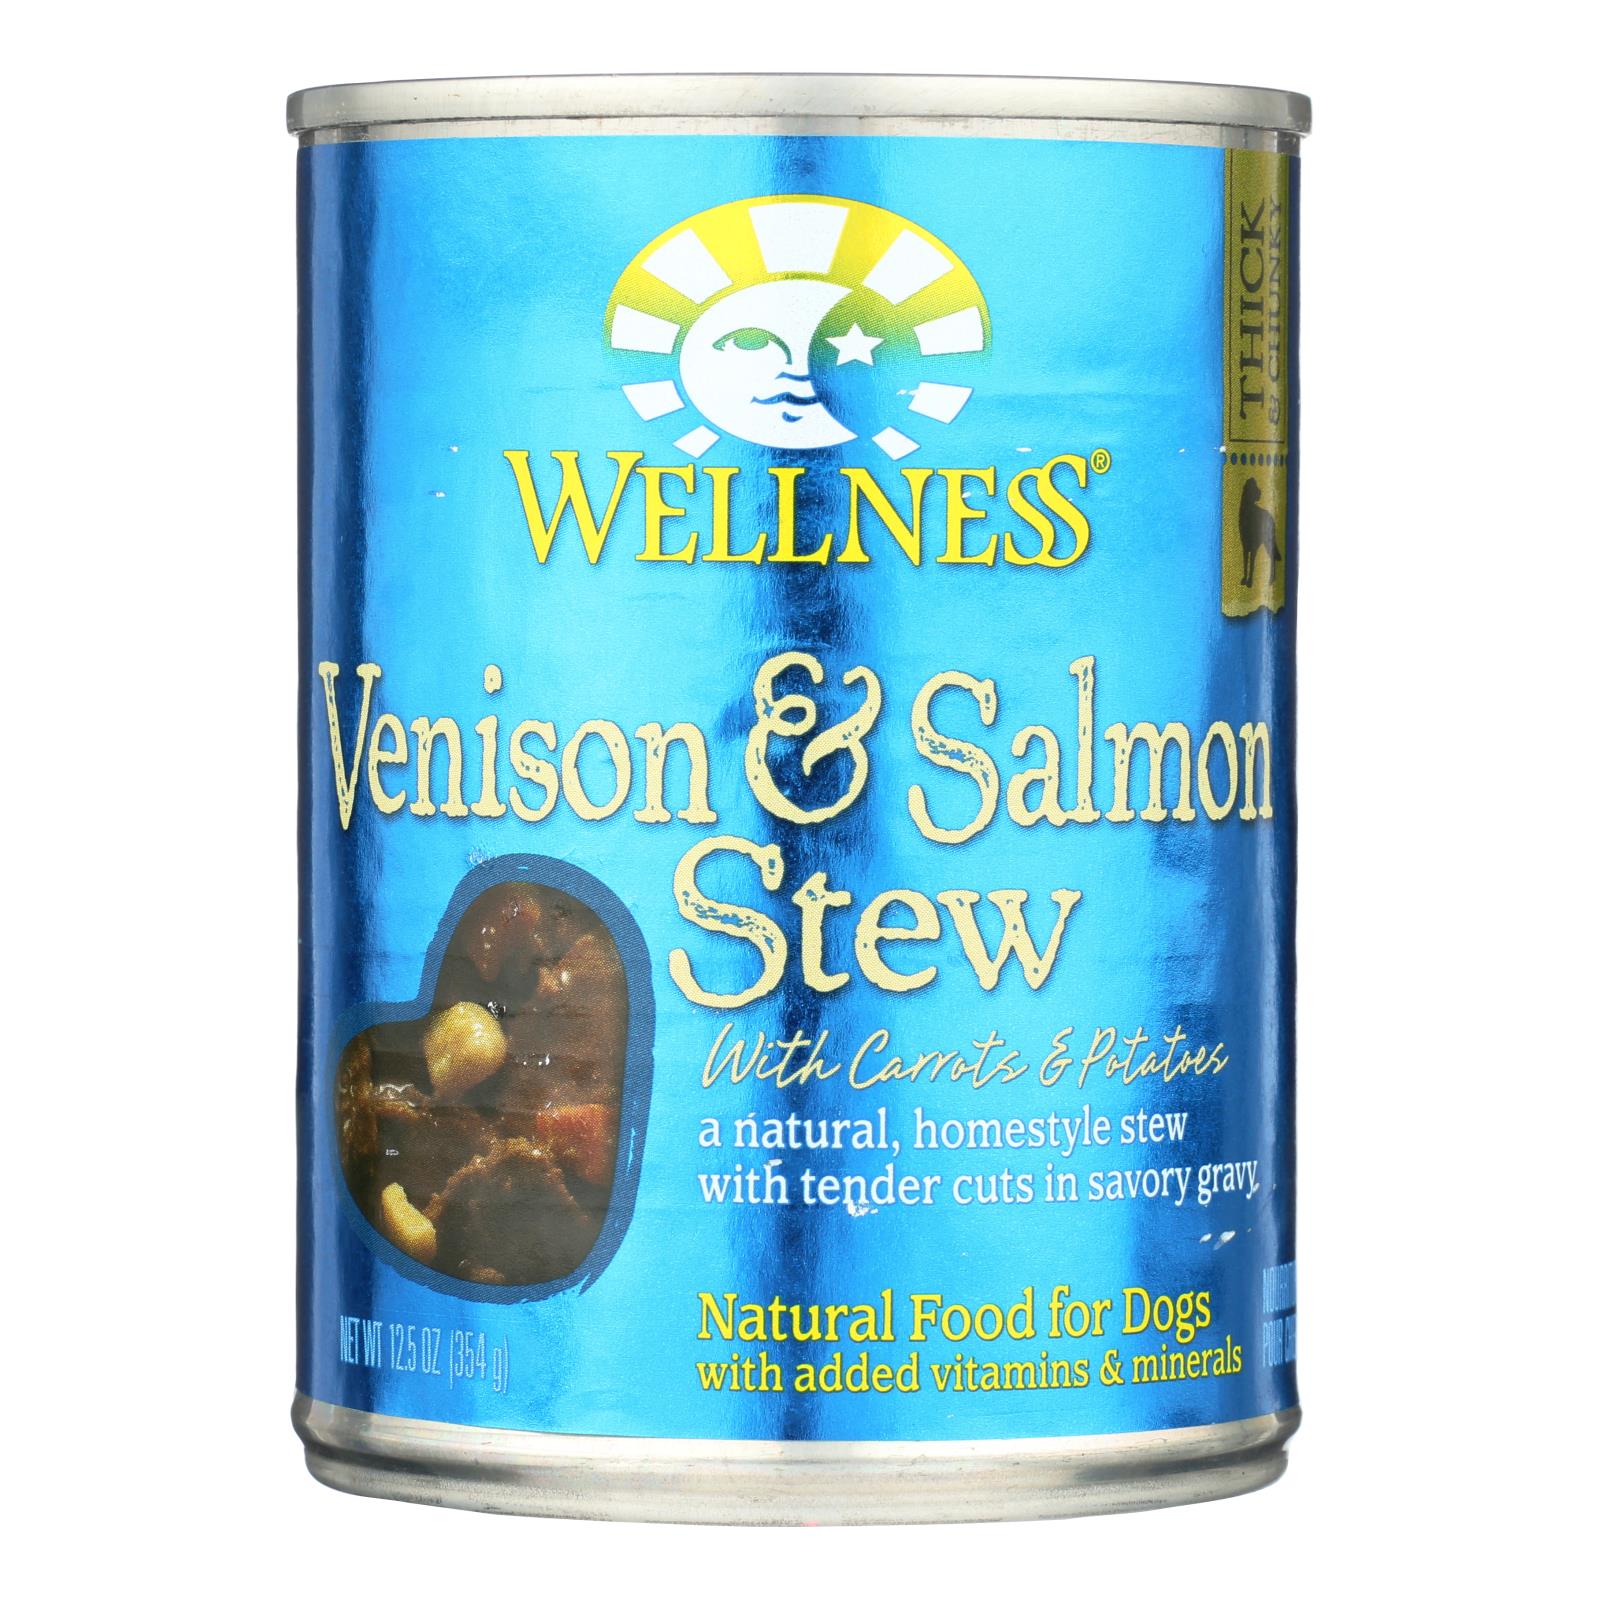 WELLNESS®
THICK
& CHUNKY
Venison & Salmon
Stew
With Carrots & Potatoes
a natural, homestyle stew
with tender cuts in savory gravy.
Natural Food for Dogs
with added vitamins & minerals
NET WT 12.5 OZ (354 g)
POUR